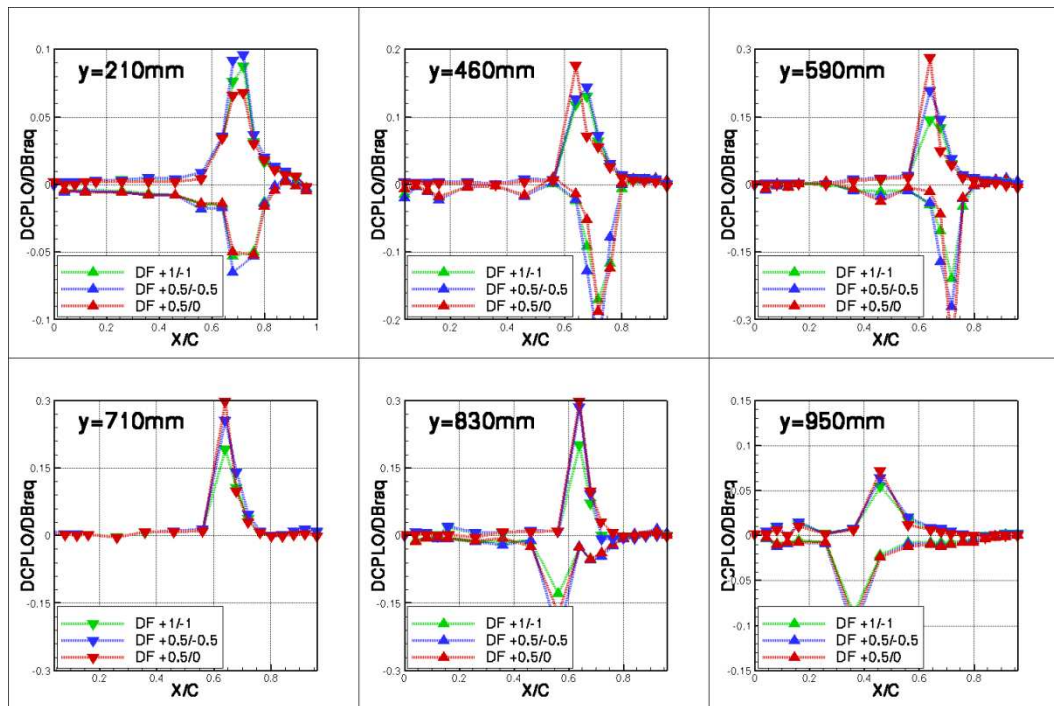 0.1
y=210mm
0.05
0
-0.05
-0.1
DCPLO/DBraq
DF +1/-1
DF +0.5/-0.5
DF +0.5/0
0 0.2 0.4 0.6 0.8 1
X/C
0.2
y=460mm
0.1
0
-0.1
-0.2
DCPLO/DBraq
DF +1/-1
DF +0.5/-0.5
DF +0.5/0
0 0.2 0.4 0.6 0.8
X/C
0.3
y=590mm
0.15
0
-0.15
-0.3
DCPLO/DBraq
DF +1/-1
DF +0.5/-0.5
DF +0.5/0
0 0.2 0.4 0.6 0.8
X/C
0.3
y=710mm
0.15
0
-0.15
-0.3
DCPLO/DBraq
DF +1/-1
DF +0.5/-0.5
DF +0.5/0
0.2 0.4 0.6 0.8
X/C
0.3
y=830mm
0.15
0
-0.15
-0.3
DCPLO/DBraq
DF +1/-1
DF +0.5/-0.5
DF +0.5/0
0 0.2 0.4 0.6 0.8
X/C
0.15
y=950mm
0.1
0.05
0
-0.05
-0.1
-0.15
DCPLO/DBraq
DF +1/-1
DF +0.5/-0.5
DF +0.5/0
0 0.2 0.4 0.6 0.8
X/C